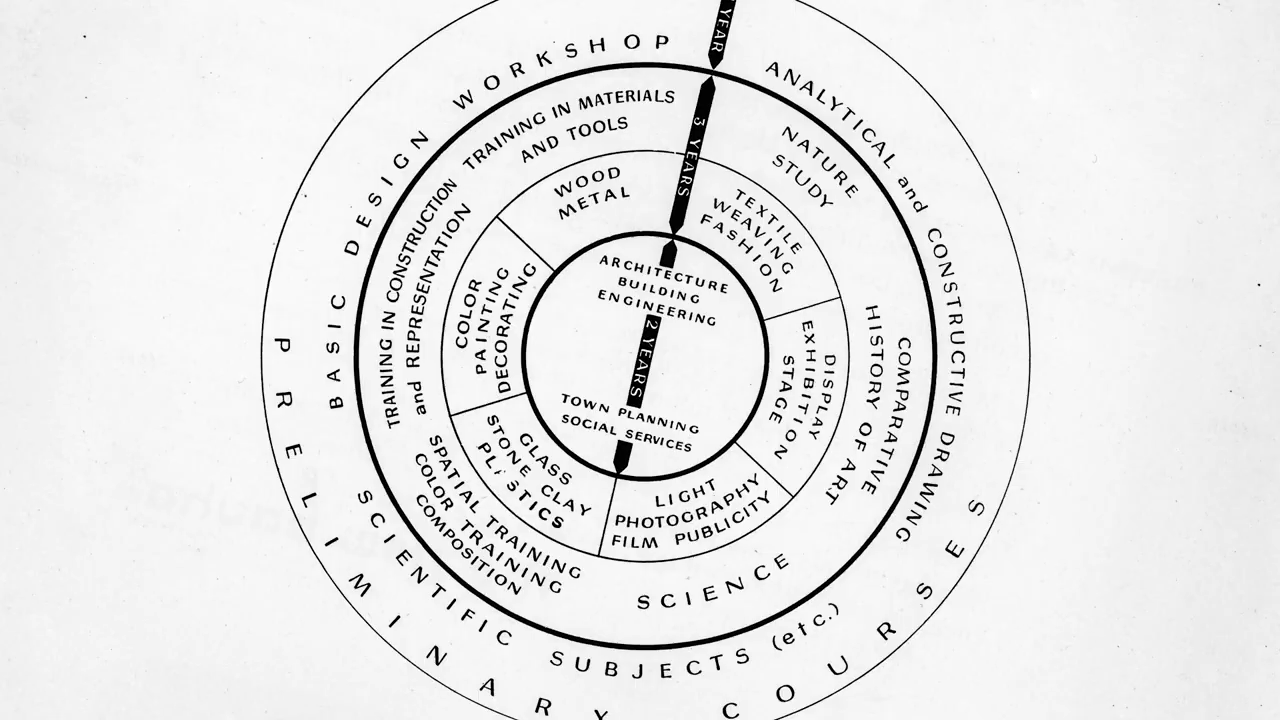 YEAR
BASIC DESIGN WORKSHOP
ANALYTICAL and CONSTRUCTIVE DRAWING
SCIENTIFIC SUBJECTS (etc.)
PRELIMINARY COURSES
3 YEARS
TRAINING IN MATERIALS
AND TOOLS
NATURE
STUDY
COMPARATIVE
HISTORY OF ART
SCIENCE
SPATIAL TRAINING
COLOR TRAINING
COMPOSITION
TRAINING IN CONSTRUCTION
and REPRESENTATION
WOOD
METAL
TEXTILE
WEAVING
FASHION
DISPLAY
EXHIBITION
STAGE
LIGHT
PHOTOGRAPHY
FILM PUBLICITY
GLASS
STONE CLAY
PLASTICS
COLOR
PAINTING
DECORATING
ARCHITECTURE
BUILDING
ENGINEERING
2 YEARS
TOWN PLANNING
SOCIAL SERVICES